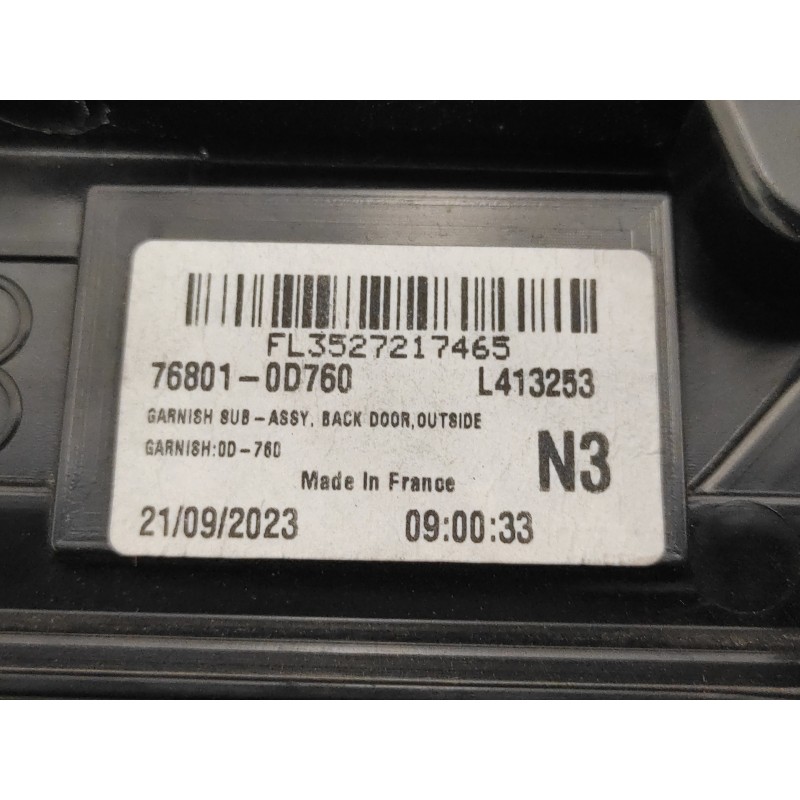 FL3527217465
76801-0D760 L413253
GARNISH SUB-ASSY, BACK DOOR,OUTSIDE
GARNISH:0D-760
N3
Made In France
21/09/2023 09:00:33